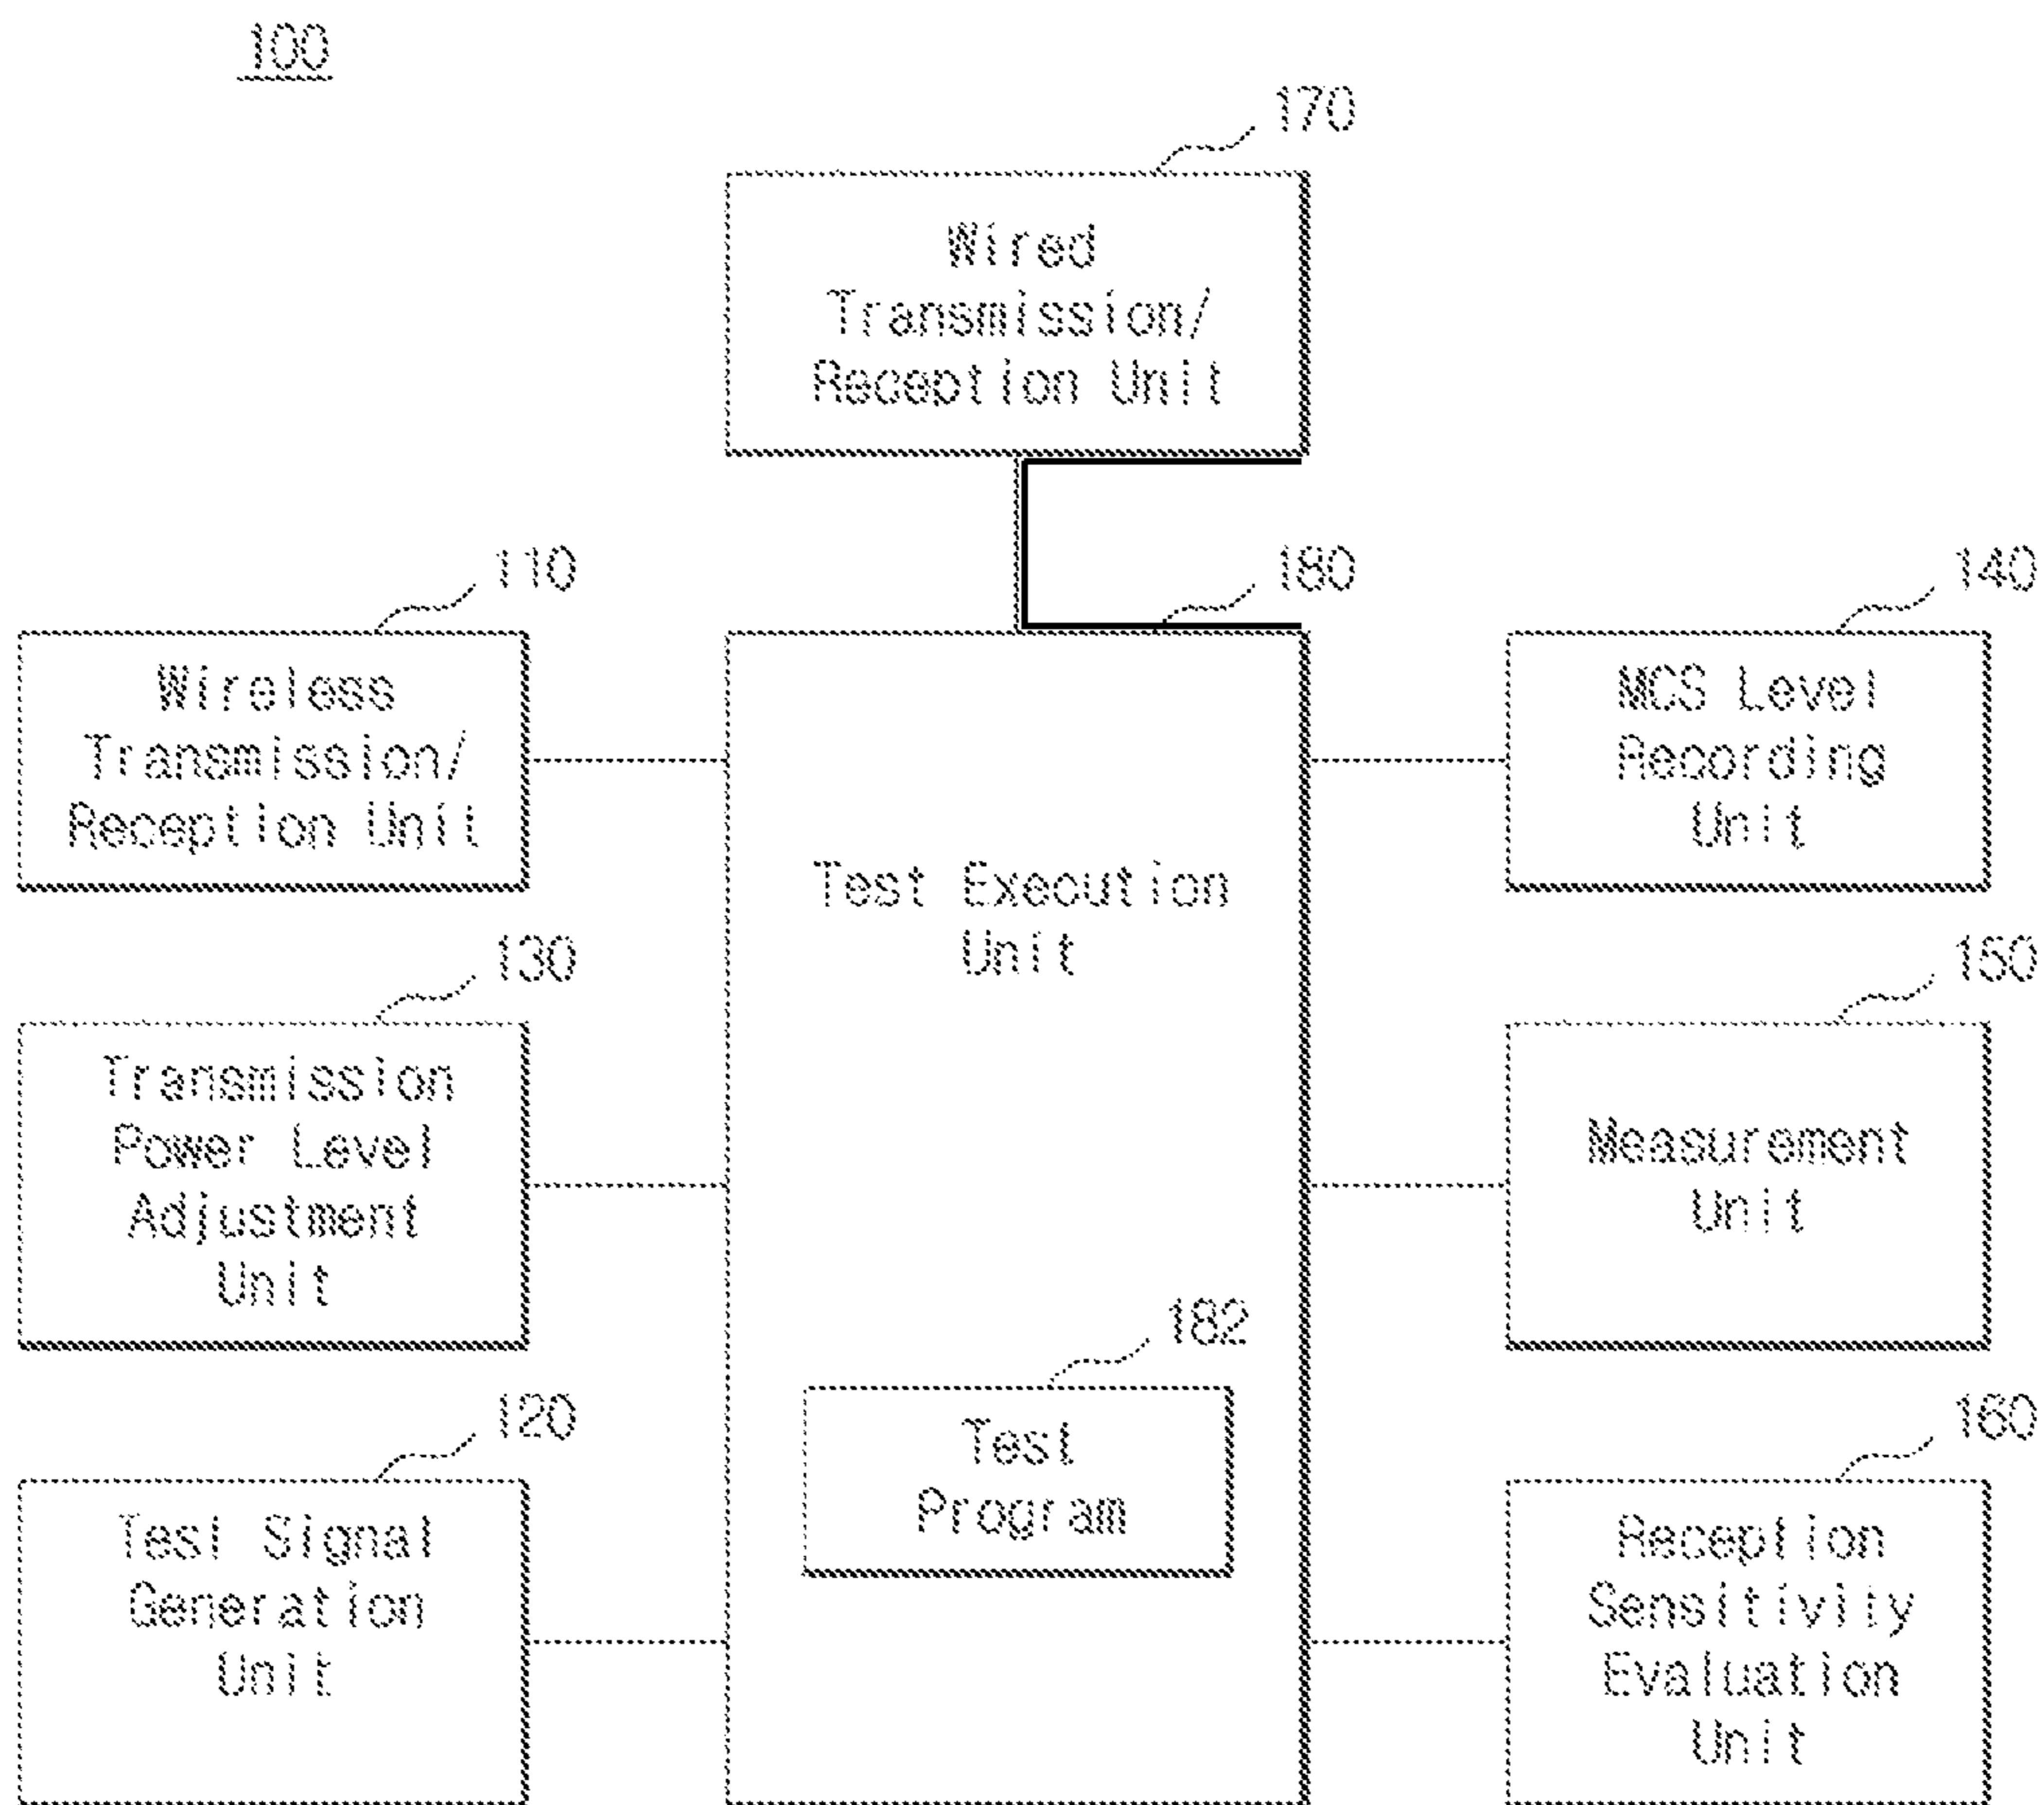 100
170
Wired
Transmission/
Reception Unit
110
180
140
Wireless
Transmission/
Reception Unit
Test Execution
Unit
MCS Level
Recording
Unit
130
150
Transmission
Power Level
Adjustment
Unit
Measurement
Unit
182
Test
Program
120
160
Test Signal
Generation
Unit
Reception
Sensitivity
Evaluation
Unit